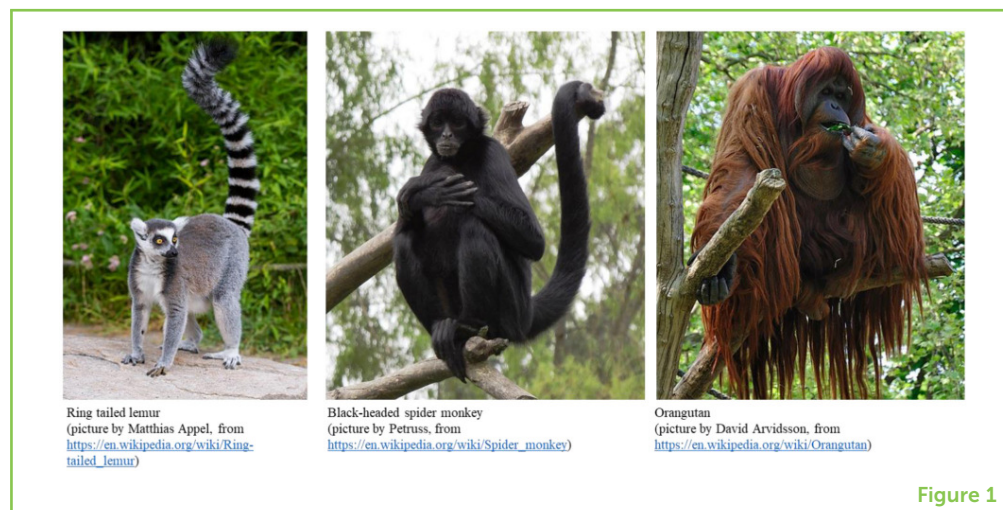 Ring tailed lemur
(picture by Matthias Appel, from
https://en.wikipedia.org/wiki/Ring-
tailed_lemur)
Black-headed spider monkey
(picture by Petruss, from
https://en.wikipedia.org/wiki/Spider_monkey)
Orangutan
(picture by David Arvidsson, from
https://en.wikipedia.org/wiki/Orangutan)
Figure 1